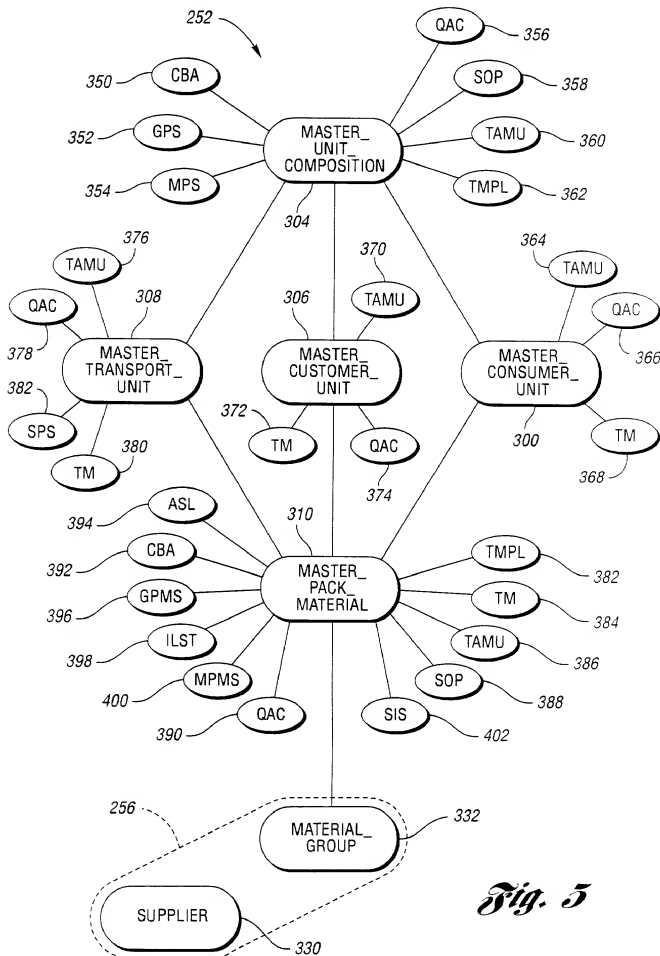 252
QAC
356
350
CBA
SOP
358
352
GPS
MASTER_
UNIT_
COMPOSITION
TAMU
360
354
MPS
304
TMPL
362
376
TAMU
370
TAMU
364
TAMU
QAC
378
308
306
QAC
366
MASTER_
TRANSPORT_
UNIT
MASTER_
CUSTOMER_
UNIT
MASTER_
CONSUMER_
UNIT
382
SPS
372
300
TM
380
TM
QAC
374
TM
368
394
ASL
310
392
CBA
MASTER_
PACK_
MATERIAL
TMPL
382
396
GPMS
TM
384
398
ILST
TAMU
386
400
MPMS
SOP
388
390
QAC
SIS
402
256
MATERIAL_
GROUP
332
SUPPLIER
330
Fig. 5